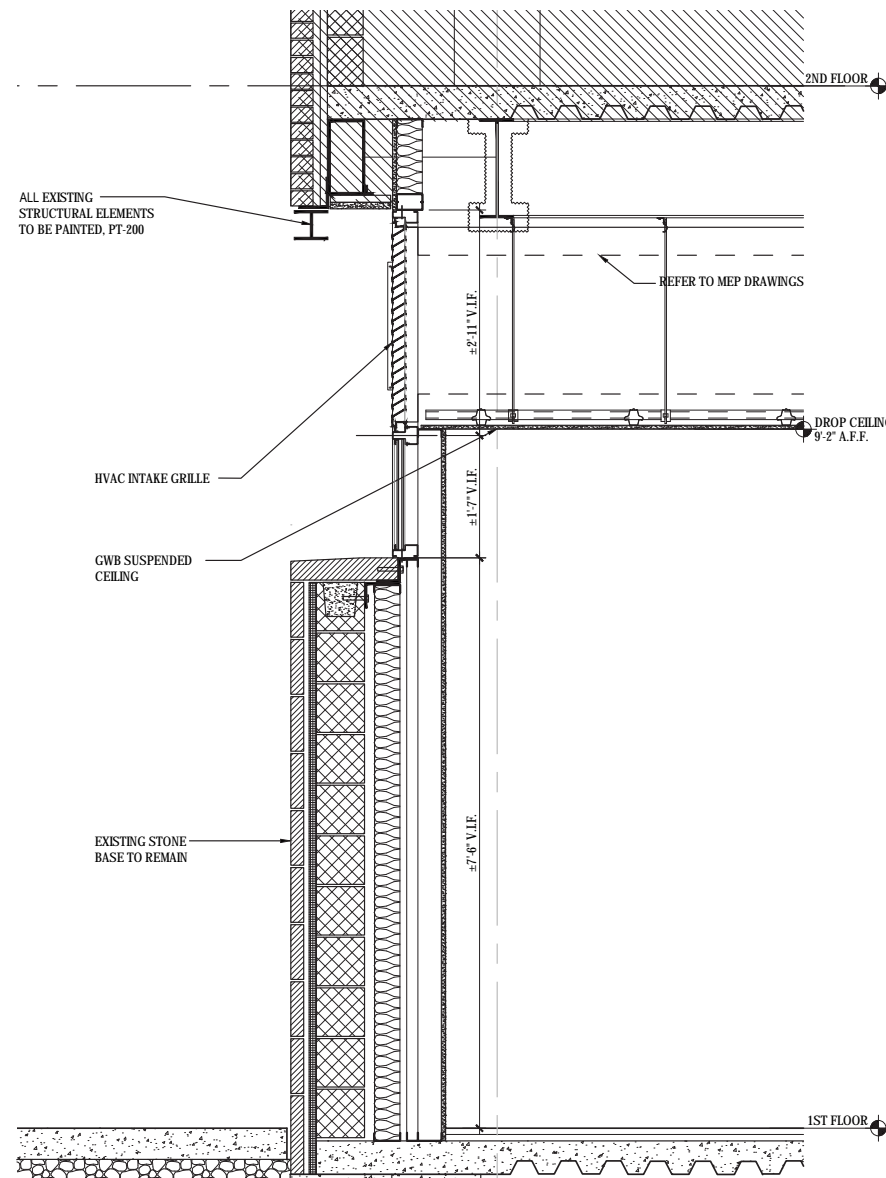 2ND FLOOR
ALL EXISTING
STRUCTURAL ELEMENTS
TO BE PAINTED, PT-200
REFER TO MEP DRAWINGS
±2'-11" V.I.F.
DROP CEILING
9'-2" A.F.F.
HVAC INTAKE GRILLE
±1'-7" V.I.F.
GWB SUSPENDED
CEILING
±7'-6" V.I.F.
EXISTING STONE
BASE TO REMAIN
1ST FLOOR